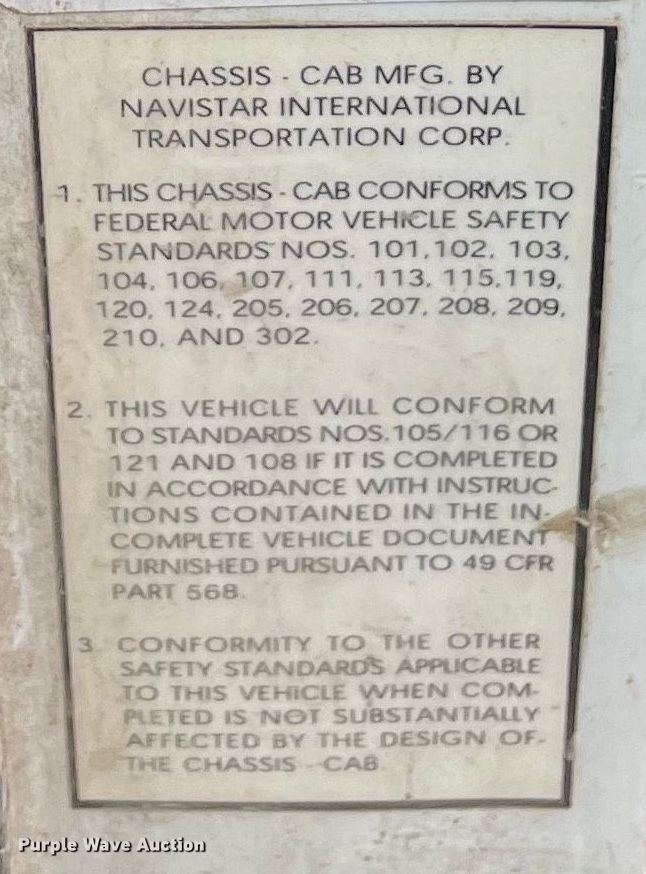 CHASSIS - CAB MFG. BY
NAVISTAR INTERNATIONAL
TRANSPORTATION CORP.
1. THIS CHASSIS - CAB CONFORMS TO
FEDERAL MOTOR VEHICLE SAFETY
STANDARDS NOS. 101,102, 103,
104, 106, 107, 111, 113, 115,119,
120, 124, 205, 206, 207, 208, 209,
210, AND 302.
2. THIS VEHICLE WILL CONFORM
TO STANDARDS NOS.105/116 OR
121 AND 108 IF IT IS COMPLETED
IN ACCORDANCE WITH INSTRUC-
TIONS CONTAINED IN THE IN-
COMPLETE VEHICLE DOCUMENT
FURNISHED PURSUANT TO 49 CFR
PART 568.
3. CONFORMITY TO THE OTHER
SAFETY STANDARDS APPLICABLE
TO THIS VEHICLE WHEN COM-
PLETED IS NOT SUBSTANTIALLY
AFFECTED BY THE DESIGN OF
THE CHASSIS - CAB
Purple Wave Auction